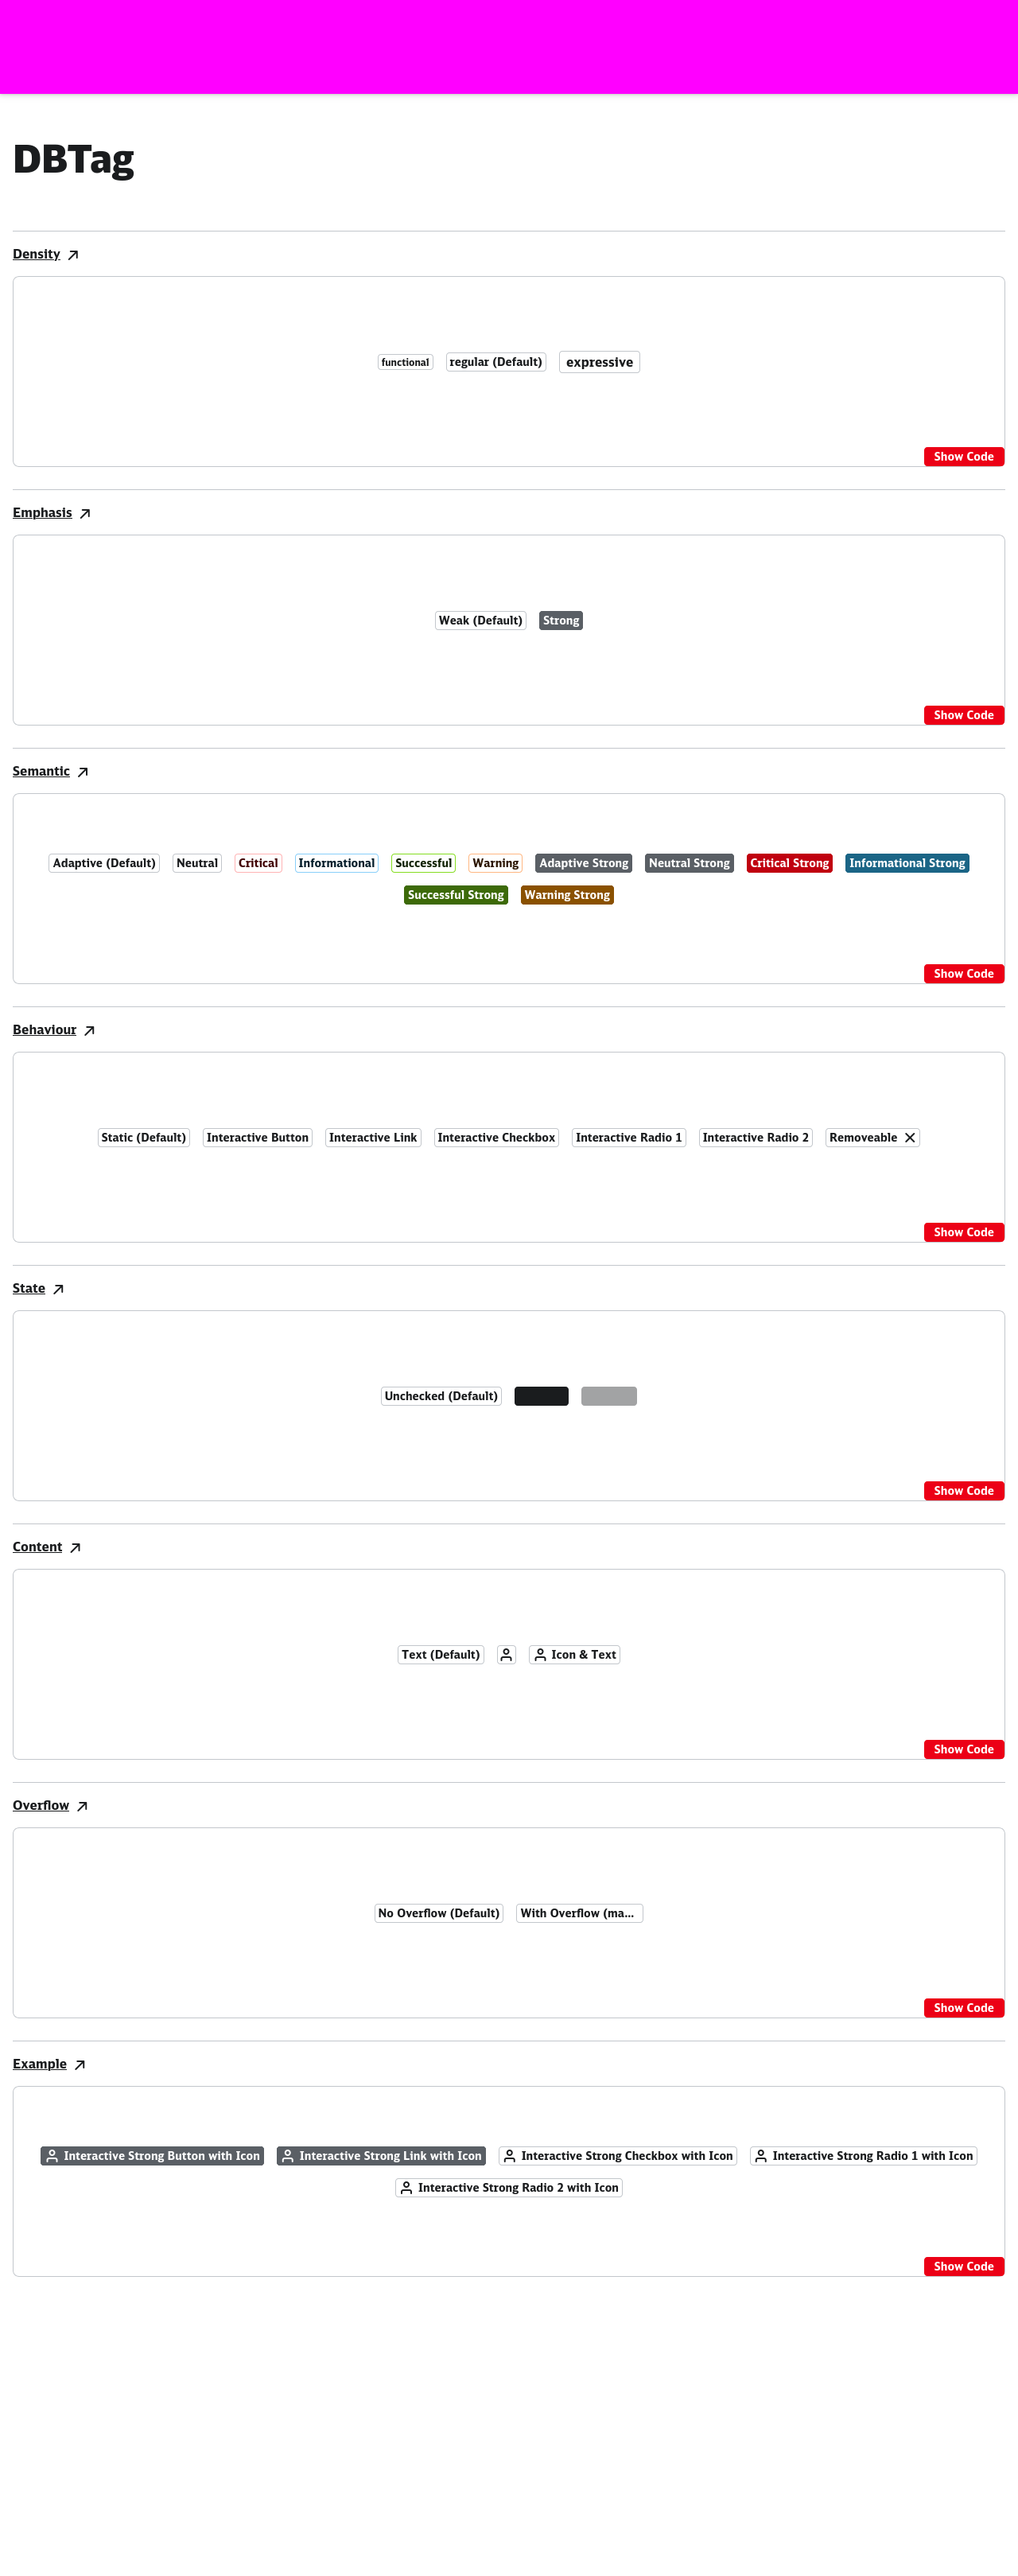 DBTag
Density
functional regular (Default) expressive
Show Code
Emphasis
Weak (Default) Strong
Show Code
Semantic
Adaptive (Default) Neutral Critical Informational Successful Warning Adaptive Strong Neutral Strong Critical Strong Informational Strong
Successful Strong Warning Strong
Show Code
Behaviour
Static (Default) Interactive Button Interactive Link Interactive Checkbox Interactive Radio 1 Interactive Radio 2 Removeable
Show Code
State
Unchecked (Default)
Show Code
Content
Text (Default) Icon & Text
Show Code
Overflow
No Overflow (Default) With Overflow (ma...
Show Code
Example
Interactive Strong Button with Icon Interactive Strong Link with Icon Interactive Strong Checkbox with Icon Interactive Strong Radio 1 with Icon
Interactive Strong Radio 2 with Icon
Show Code